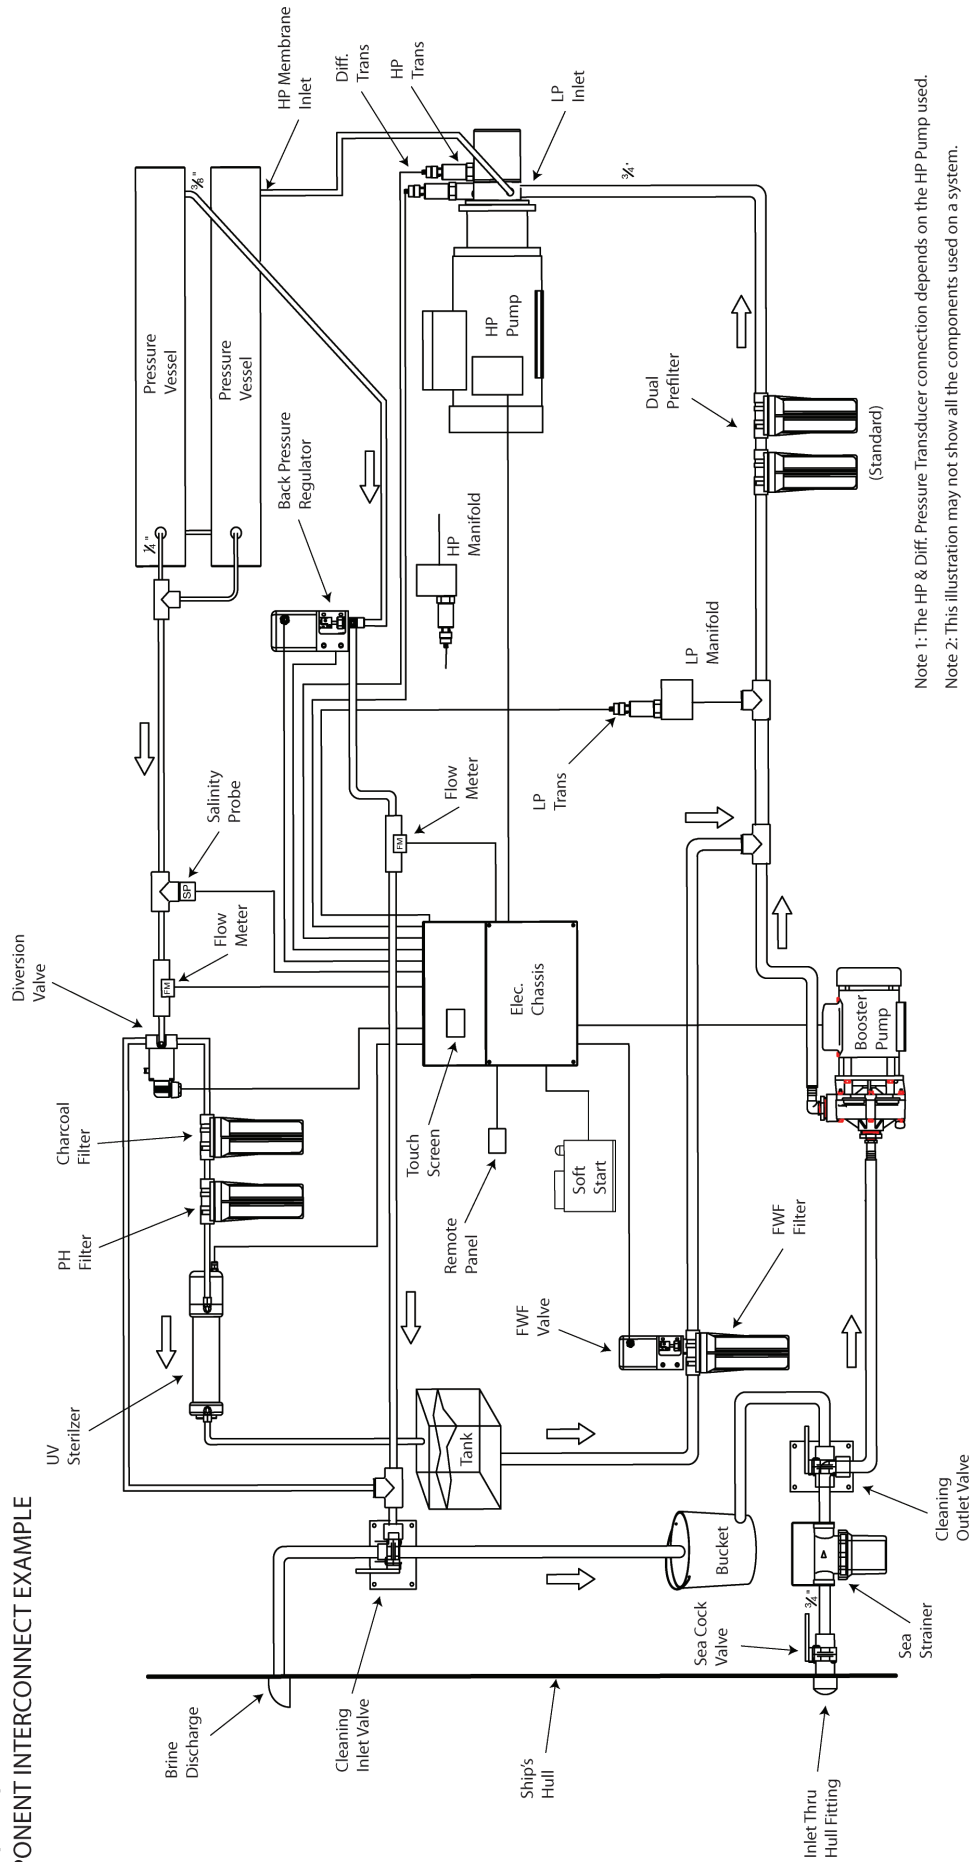 PONENT INTERCONNECT EXAMPLE
Brine
Discharge
Cleaning
Inlet Valve
Ship's
Hull
Inlet Thru
Hull Fitting
Sea Cock
Valve
Sea
Strainer
3/4"
Cleaning
Outlet Valve
Bucket
Tank
UV
Sterilzer
PH
Filter
Charcoal
Filter
Diversion
Valve
FWF
Valve
FWF
Filter
Remote
Panel
Touch
Screen
Soft
Start
Elec.
Chassis
Booster
Pump
Flow
Meter
FM
Salinity
Probe
SP
Flow
Meter
FM
LP
Trans
LP
Manifold
HP
Manifold
Back Pressure
Regulator
1/4"
Pressure
Vessel
Pressure
Vessel
3/8"
HP Membrane
Inlet
Diff.
Trans
HP
Trans
LP
Inlet
HP
Pump
3/4"
Dual
Prefilter
(Standard)
Note 1: The HP & Diff. Pressure Transducer connection depends on the HP Pump used.
Note 2: This illustration may not show all the components used on a system.